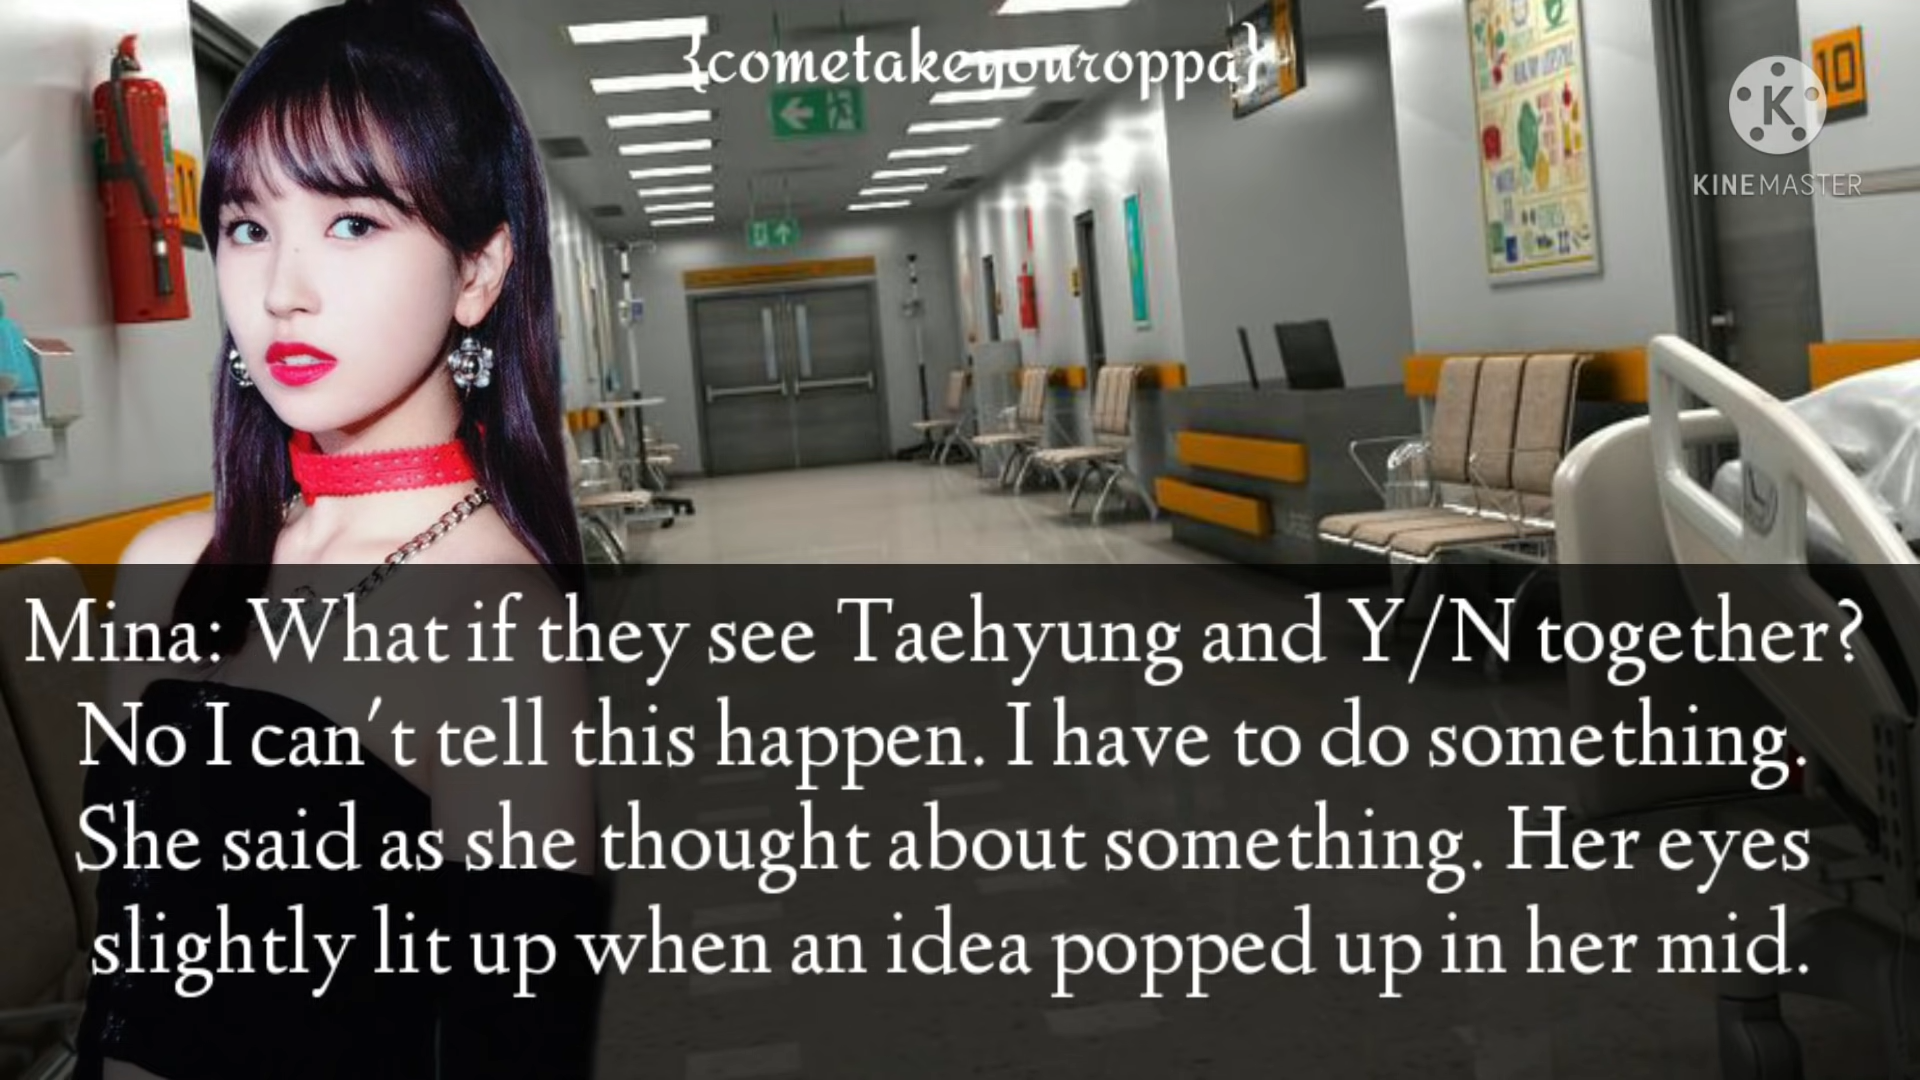 {cometakeyouroppa}
10
KINEMASTER
11
Mina: What if they see Taehyung and Y/N together?
No I can't tell this happen. I have to do something.
She said as she thought about something. Her eyes
slightly lit up when an idea popped up in her mid.